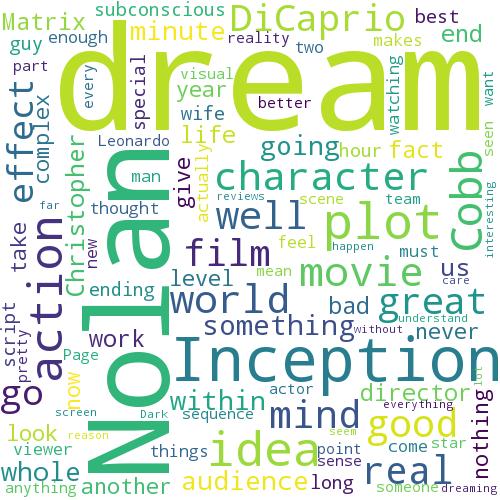 subconscious
DiCaprio
best
Matrix
minute
guy
enough
year
reality
two
makes
end
dream
part
every
special
visual
better
watching
want
effect
complex
wife
Leonardo
life
going
hour
fact
seen
man
give
actually
character
Cobb
interesting
Christopher
thought
Nolan
reviews
scene
team
far
new
well
plot
take
action
film
feel
happen
must
us
care
level
mean
movie
ending
world
bad
great
understand
script
pretty
work
something
without
never
Page
Inception
go
now
within
actor
director
nothing
screen
Dark
sequence
mind
everything
lot
look
reason
idea
seem
good
viewer
things
point
come
star
whole
sense
real
anything
another
audience
long
someone
dreaming